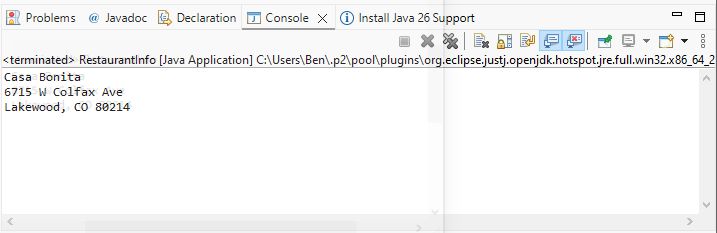 Problems @ Javadoc Declaration Console Install Java 26 Support
<terminated> RestaurantInfo [Java Application] C:\Users\Ben\.p2\pool\plugins\org.eclipse.justj.openjdk.hotspot.jre.full.win32.x86_64_2
Casa Bonita
6715 W Colfax Ave
Lakewood, CO 80214